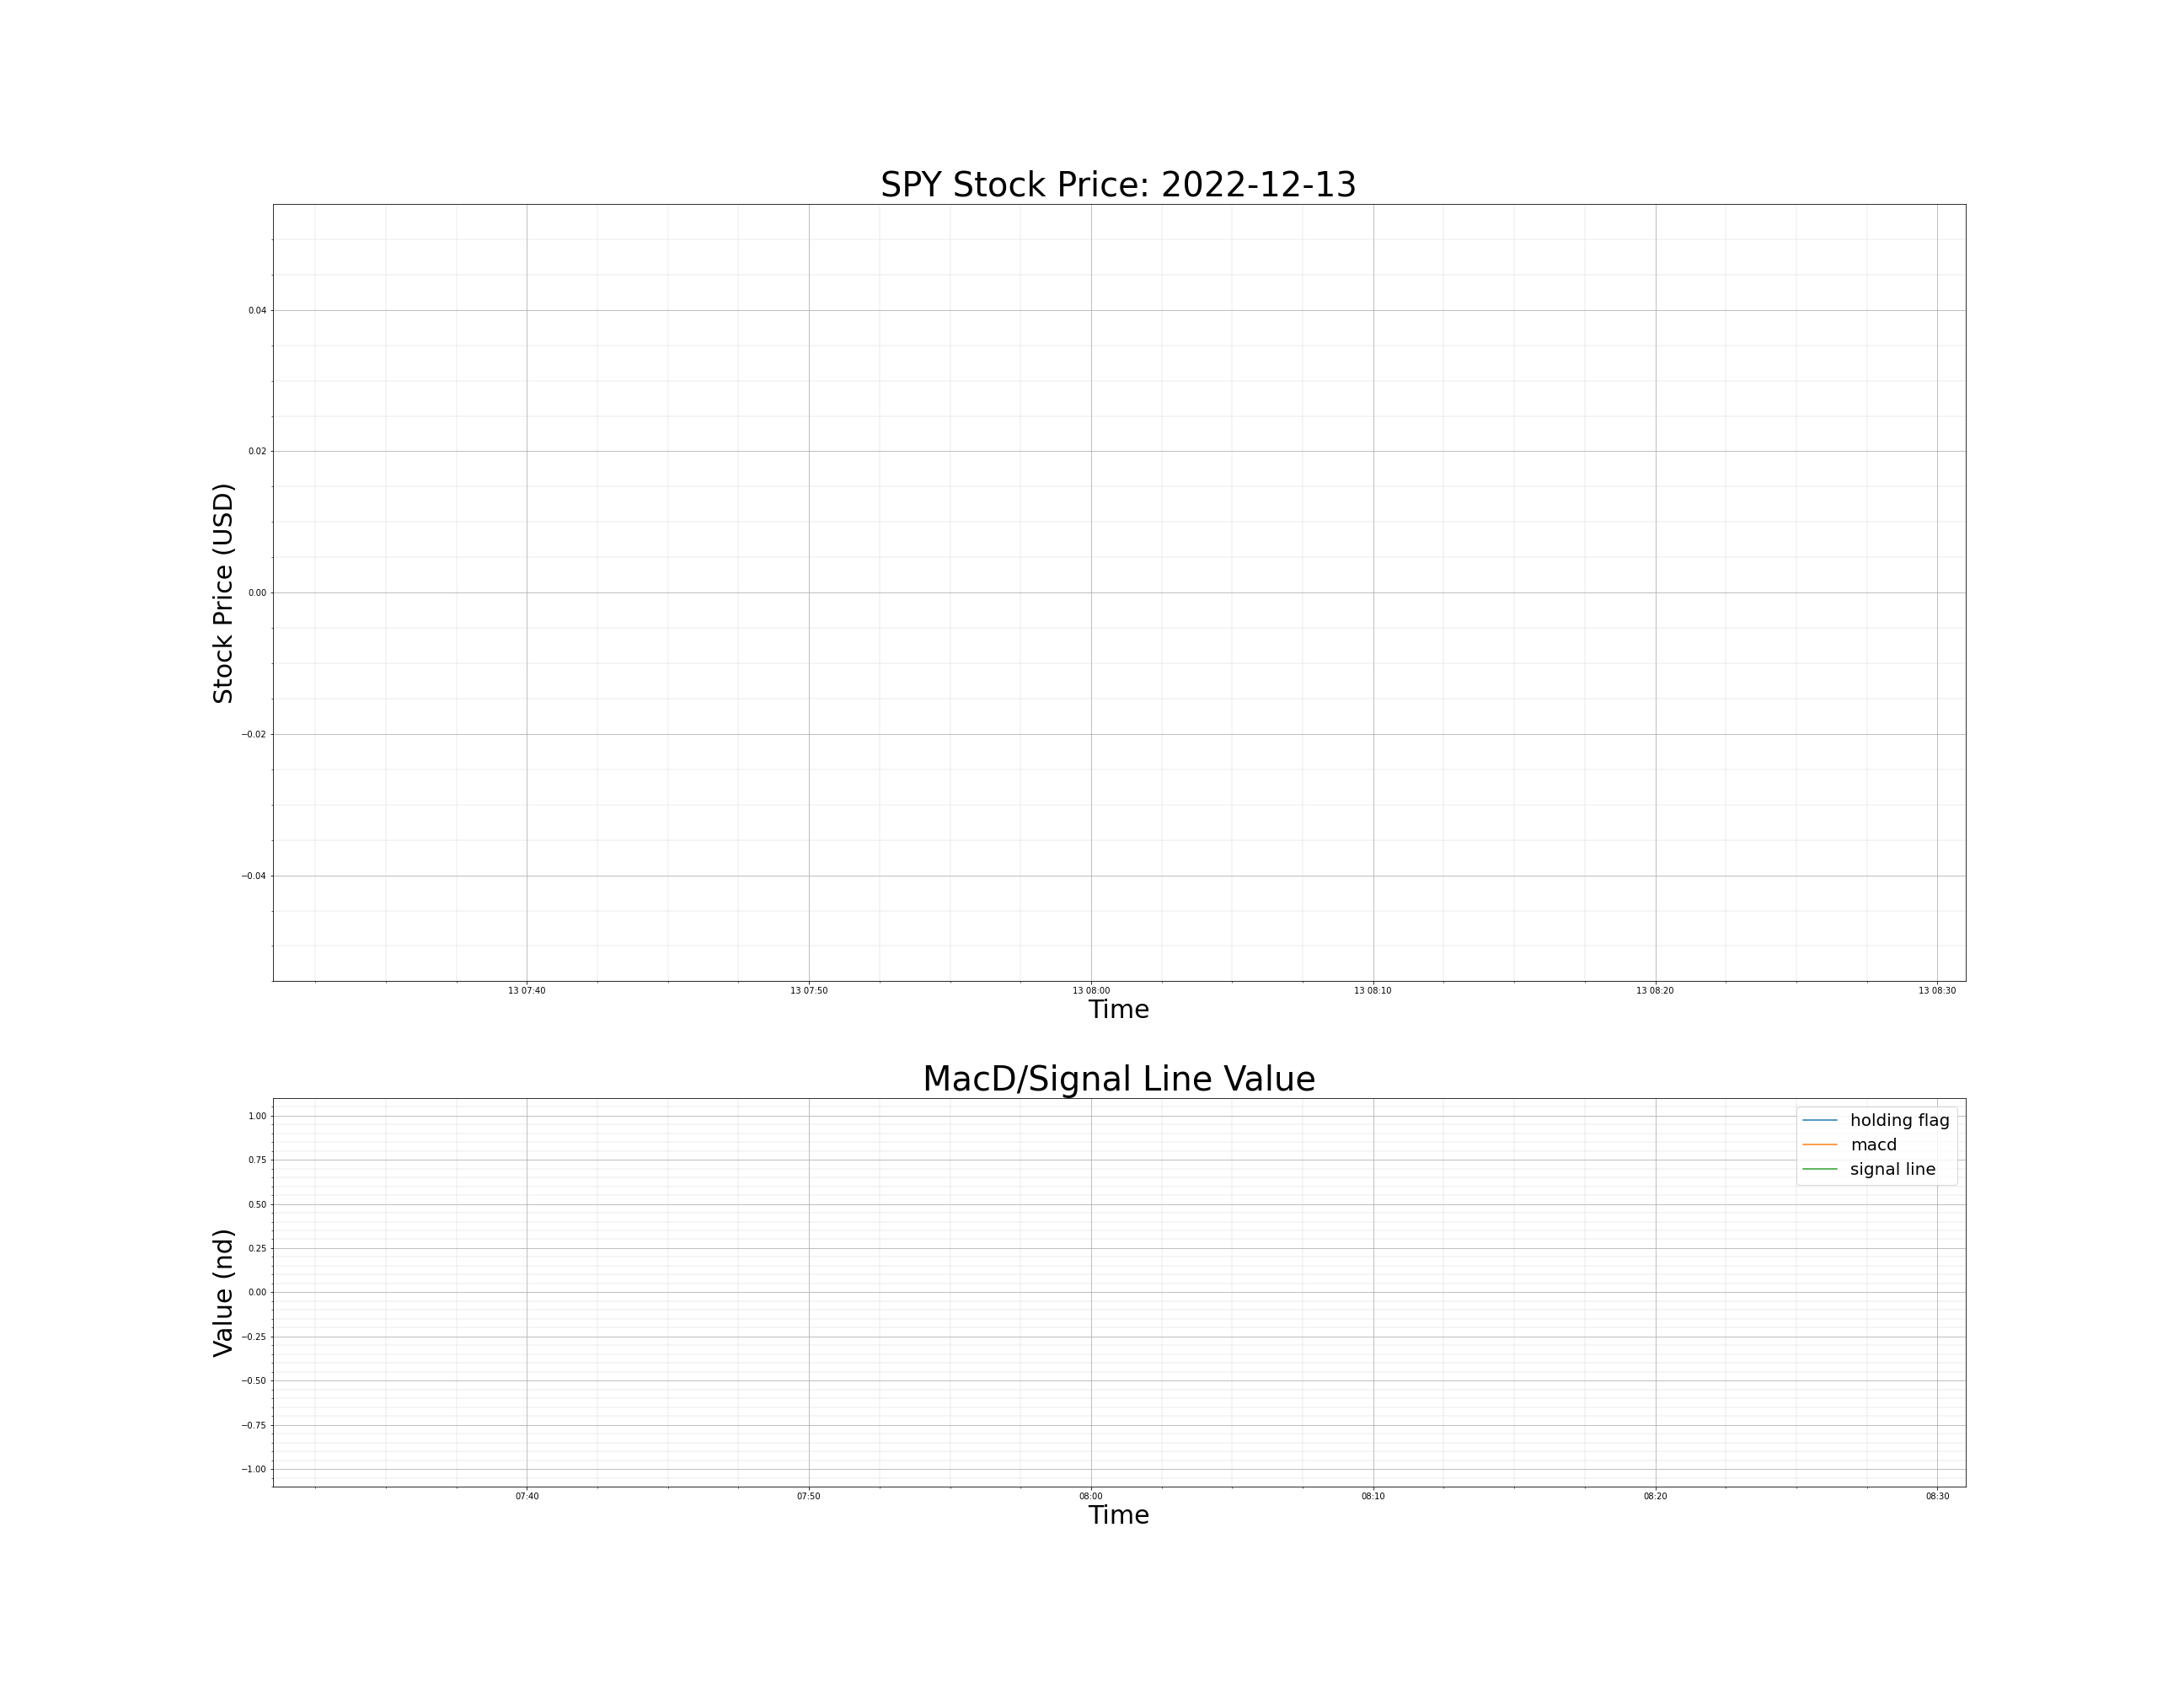 SPY Stock Price: 2022-12-13
Stock Price (USD)
0.04
0.02
0.00
−0.02
−0.04
13 07:40 13 07:50 13 08:00 13 08:10 13 08:20 13 08:30
Time
MacD/Signal Line Value
Value (nd)
1.00
0.75
0.50
0.25
0.00
−0.25
−0.50
−0.75
−1.00
holding flag
macd
signal line
07:40 07:50 08:00 08:10 08:20 08:30
Time